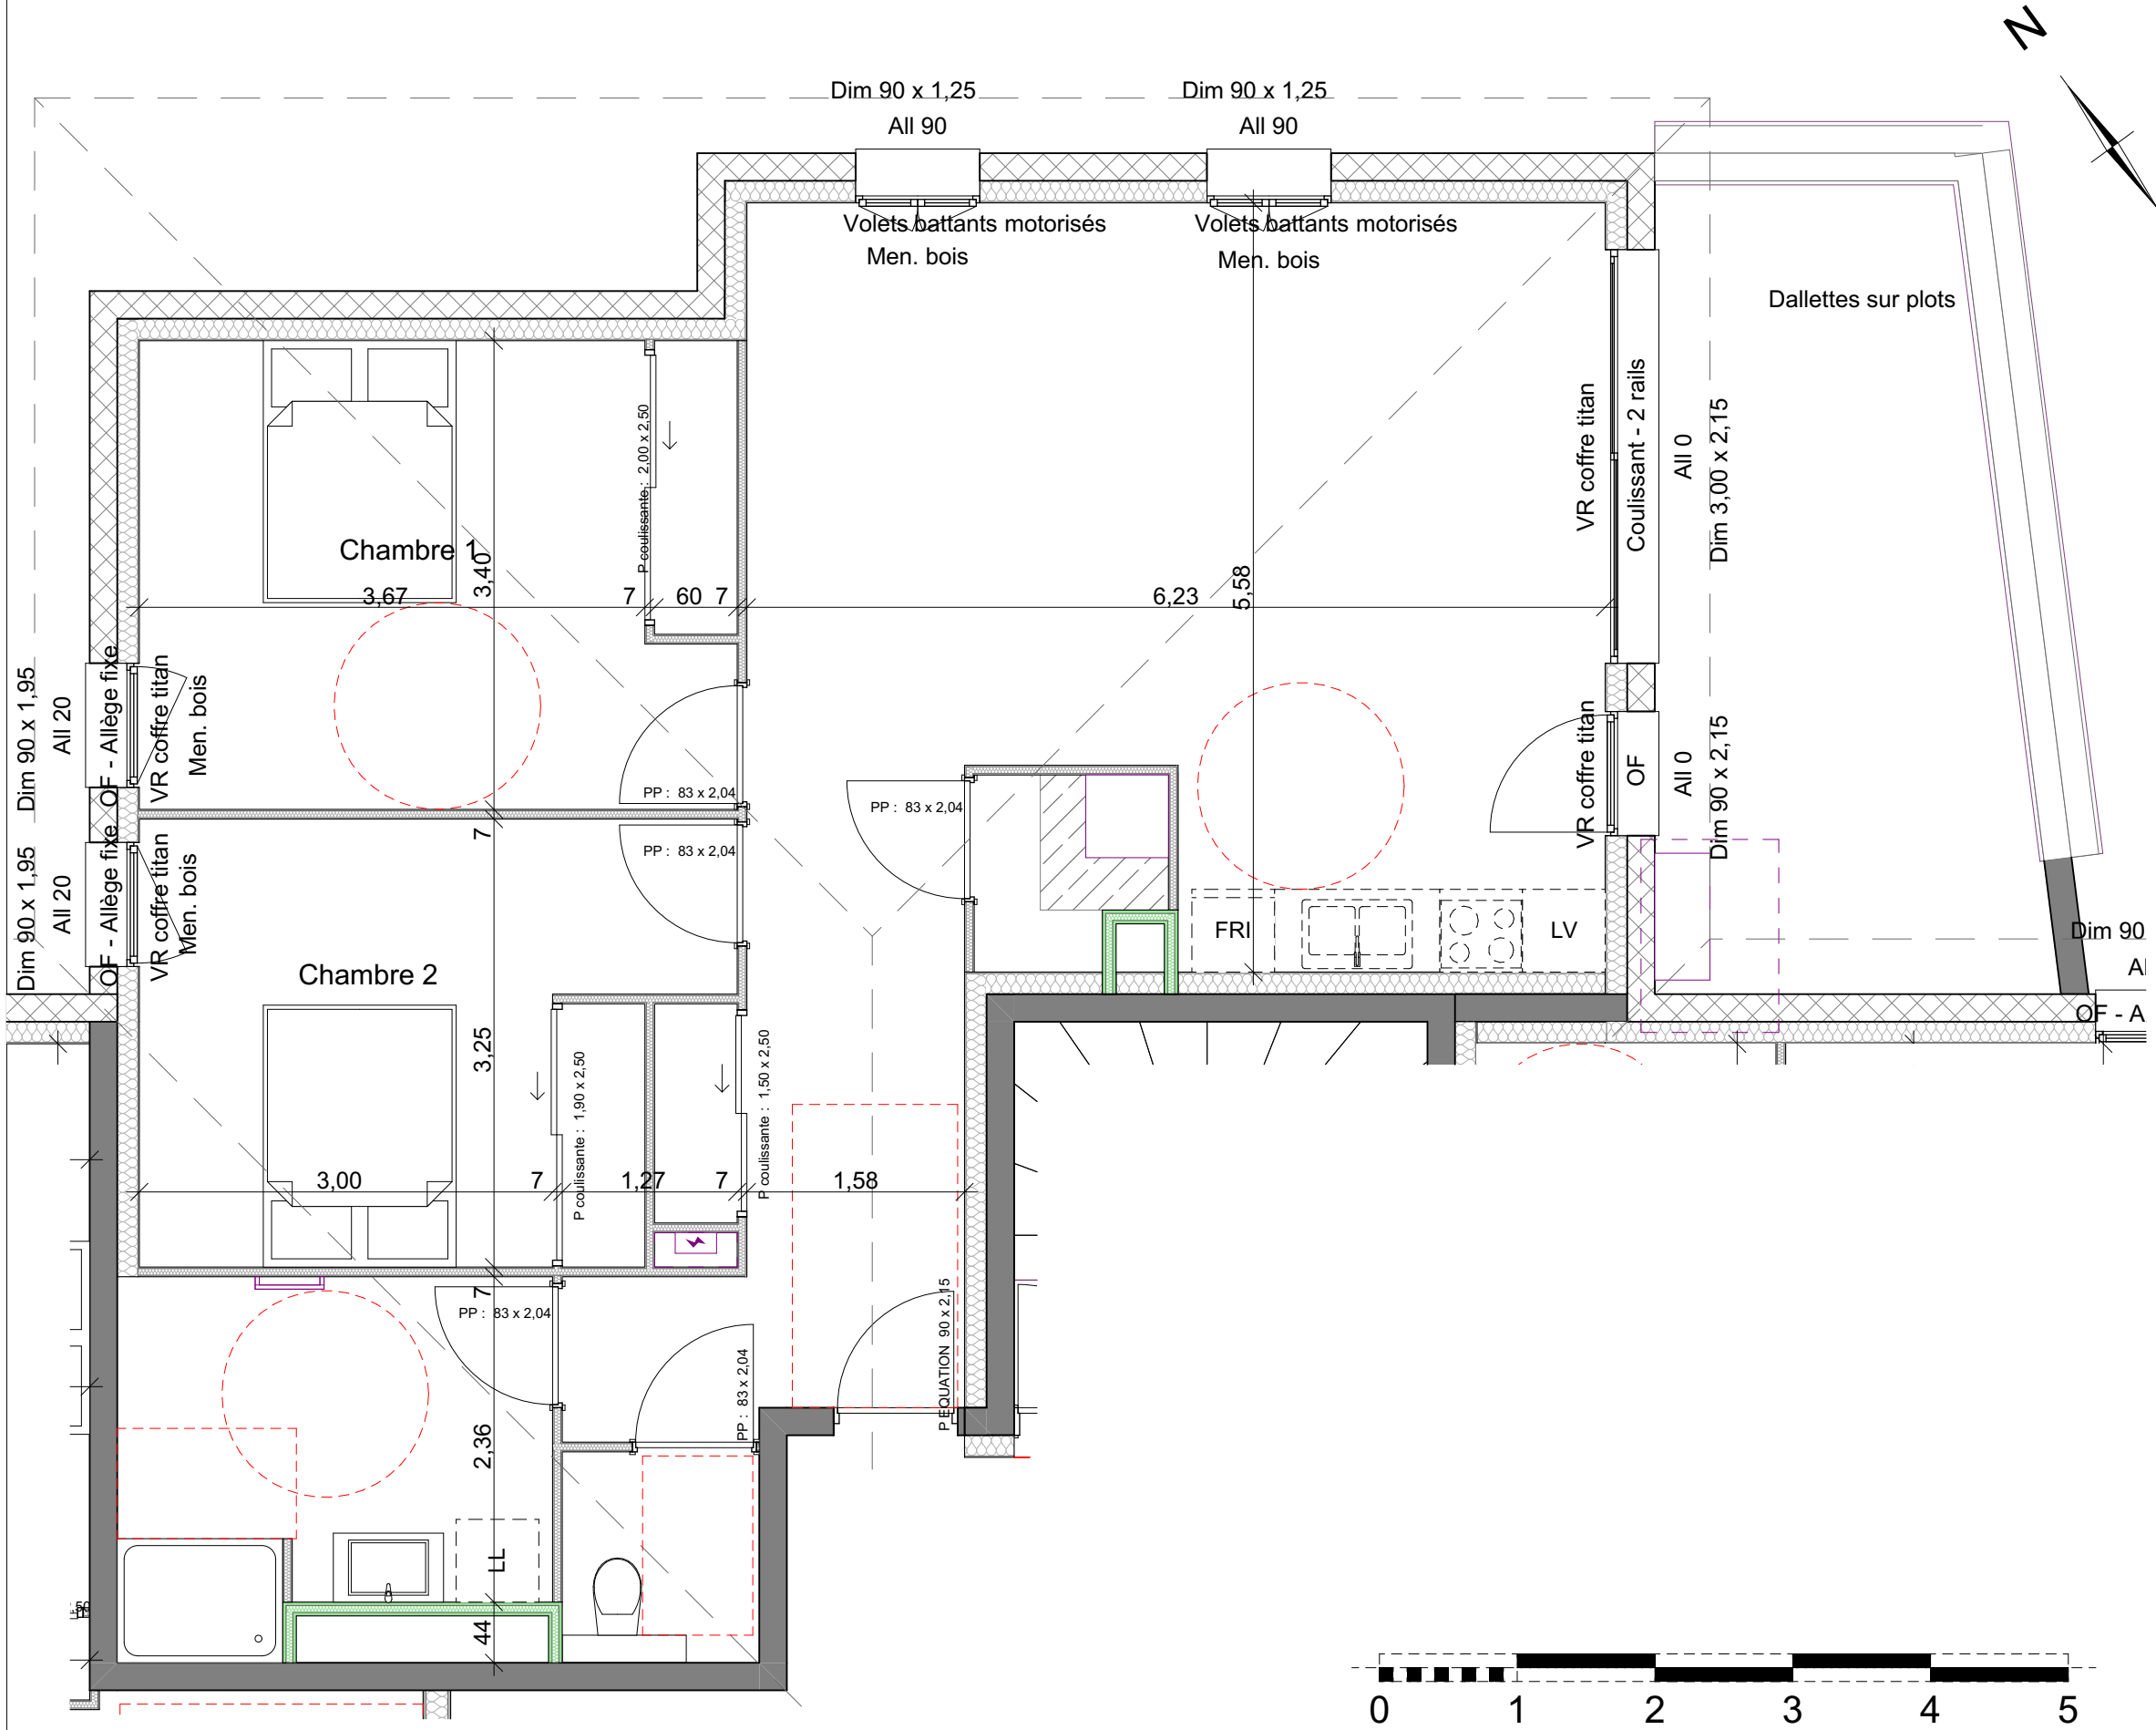 N
Dim 90 x 1,25
Dim 90 x 1,25
All 90
All 90
Volets battants motorisés
Volets battants motorisés
Men. bois
Men. bois
Dallettes sur plots
VR coffre titan
Coulissant - 2 rails
All 0
Dim 3,00 x 2,15
P coulissante : 2,00 x 2,50
Chambre 1
3,40
3,67
7
60
7
6,23
5,58
Dim 90 x 1,95
All 20
OF - Allège fixe
VR coffre titan
Men. bois
PP : 83 x 2,04
PP : 83 x 2,04
VR coffre titan
OF
All 0
Dim 90 x 2,15
7
PP : 83 x 2,04
Dim 90 x 1,95
All 20
OF - Allège fixe
VR coffre titan
Men. bois
FRI
LV
Dim 90
Chambre 2
OF - A
3,25
P coulissante : 1,90 x 2,50
P coulissante : 1,50 x 2,50
3,00
7
1,27
7
1,58
7
PP : 83 x 2,04
P EQUATION 90 x 2,15
PP : 83 x 2,04
2,36
LL
,50
44
0
1
2
3
4
5